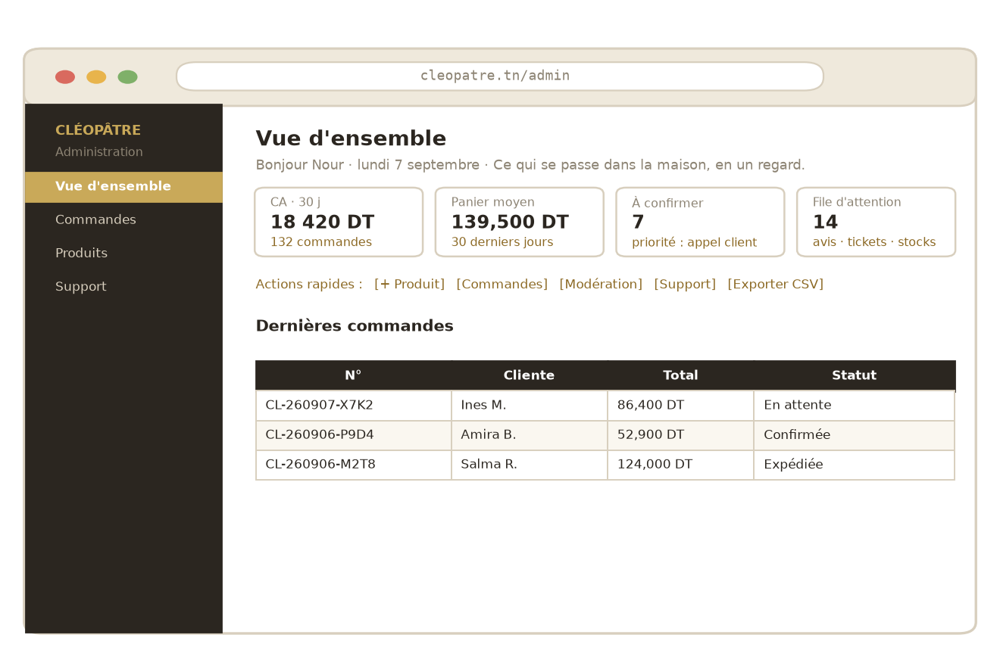 cleopatre.tn/admin
CLÉOPÂTRE
Administration
Vue d'ensemble
Commandes
Produits
Support
Vue d'ensemble
Bonjour Nour · lundi 7 septembre · Ce qui se passe dans la maison, en un regard.
CA · 30 j
18 420 DT
132 commandes
Panier moyen
139,500 DT
30 derniers jours
À confirmer
7
priorité : appel client
File d'attention
14
avis · tickets · stocks
Actions rapides : [+ Produit] [Commandes] [Modération] [Support] [Exporter CSV]
Dernières commandes
N° Cliente Total Statut
CL-260907-X7K2 Ines M. 86,400 DT En attente
CL-260906-P9D4 Amira B. 52,900 DT Confirmée
CL-260906-M2T8 Salma R. 124,000 DT Expédiée